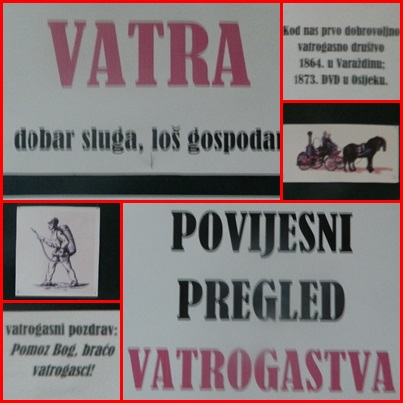 VATRA
dobar sluga, loš gospodar
Kod nas prvo dobrovoljno
vatrogasno društvo
1864. u Varaždinu;
1873. DVD u Osijeku.
vatrogasni pozdrav:
Pomoz Bog, braćo
vatrogasci!
POVIJESNI
PREGLED
VATROGASTVA